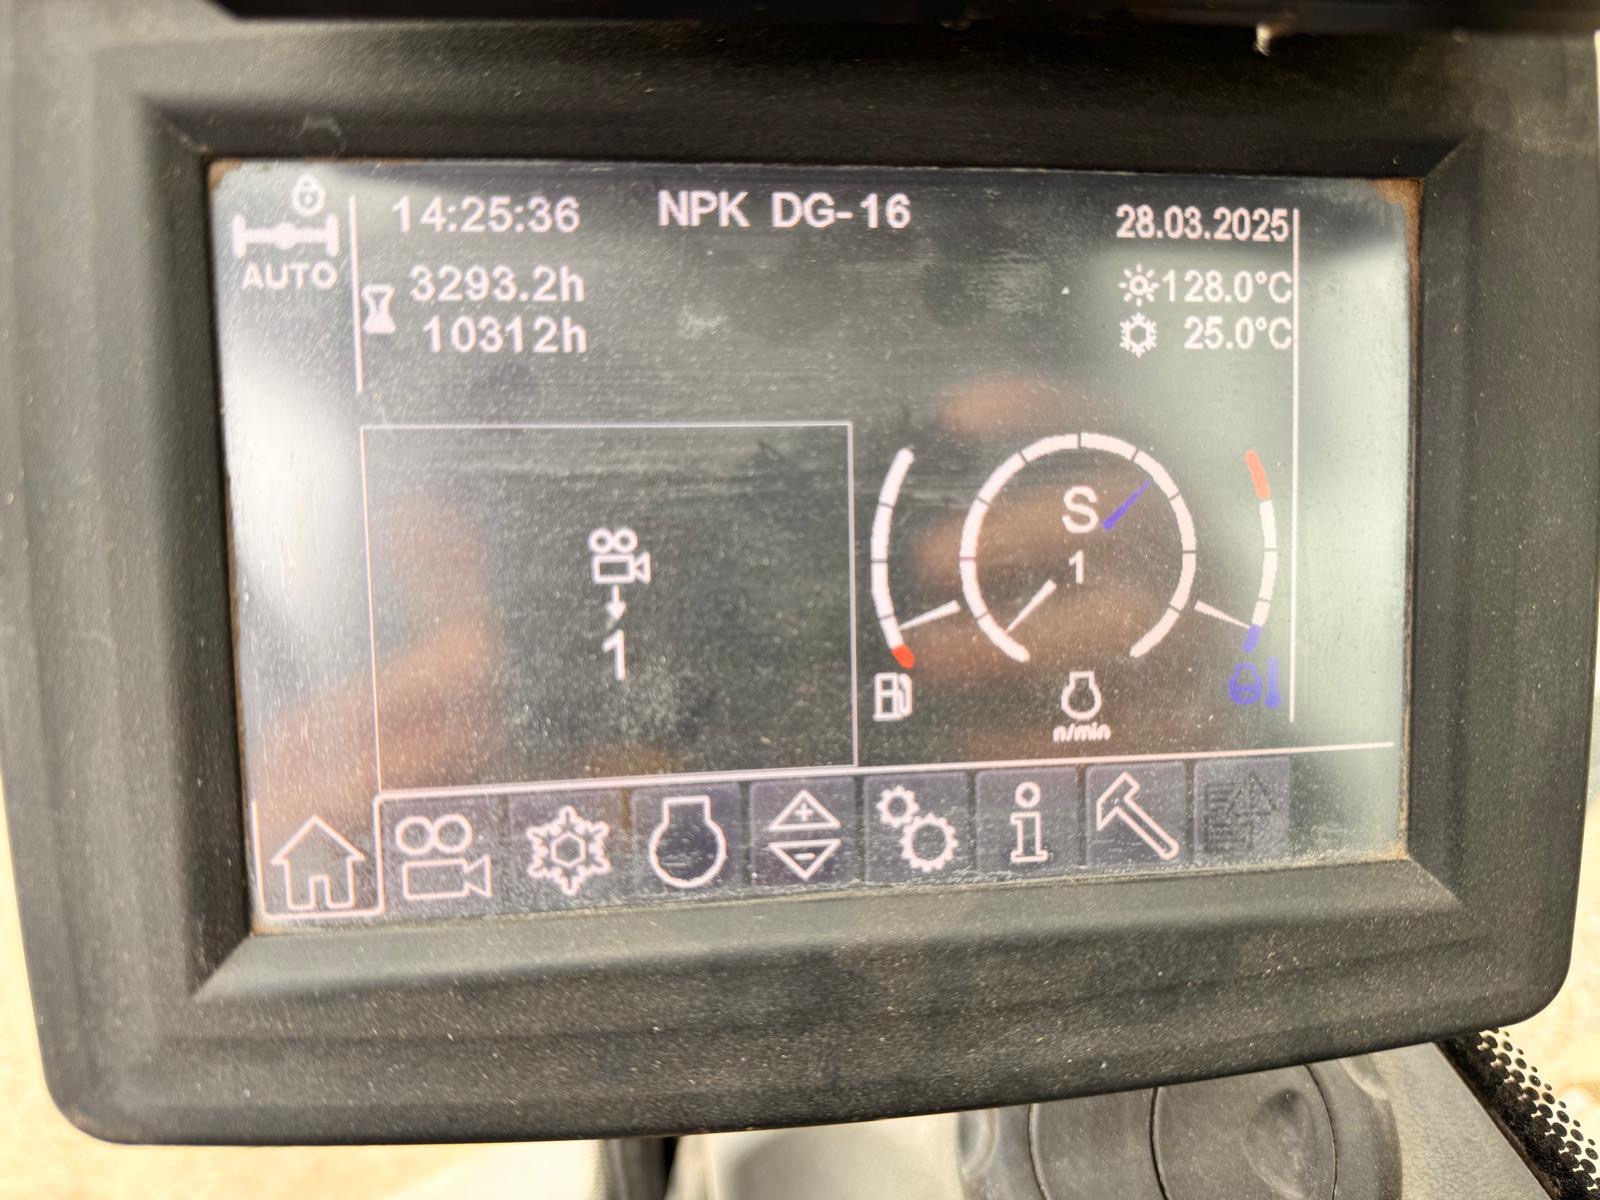 14:25:36 NPK DG-16 28.03.2025
AUTO
3293.2h 128.0°C
10312h 25.0°C
S
1
1
n/min